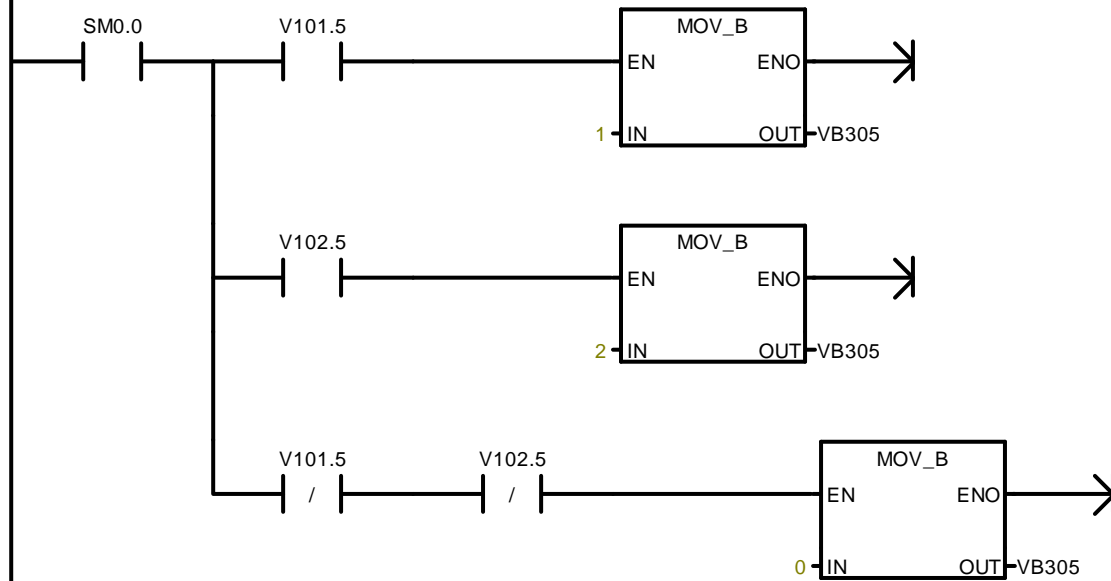 SM0.0 V101.5 MOV_B
EN ENO
1 IN OUT VB305
V102.5 MOV_B
EN ENO
2 IN OUT VB305
V101.5 V102.5 MOV_B
/ / EN ENO
0 IN OUT VB305